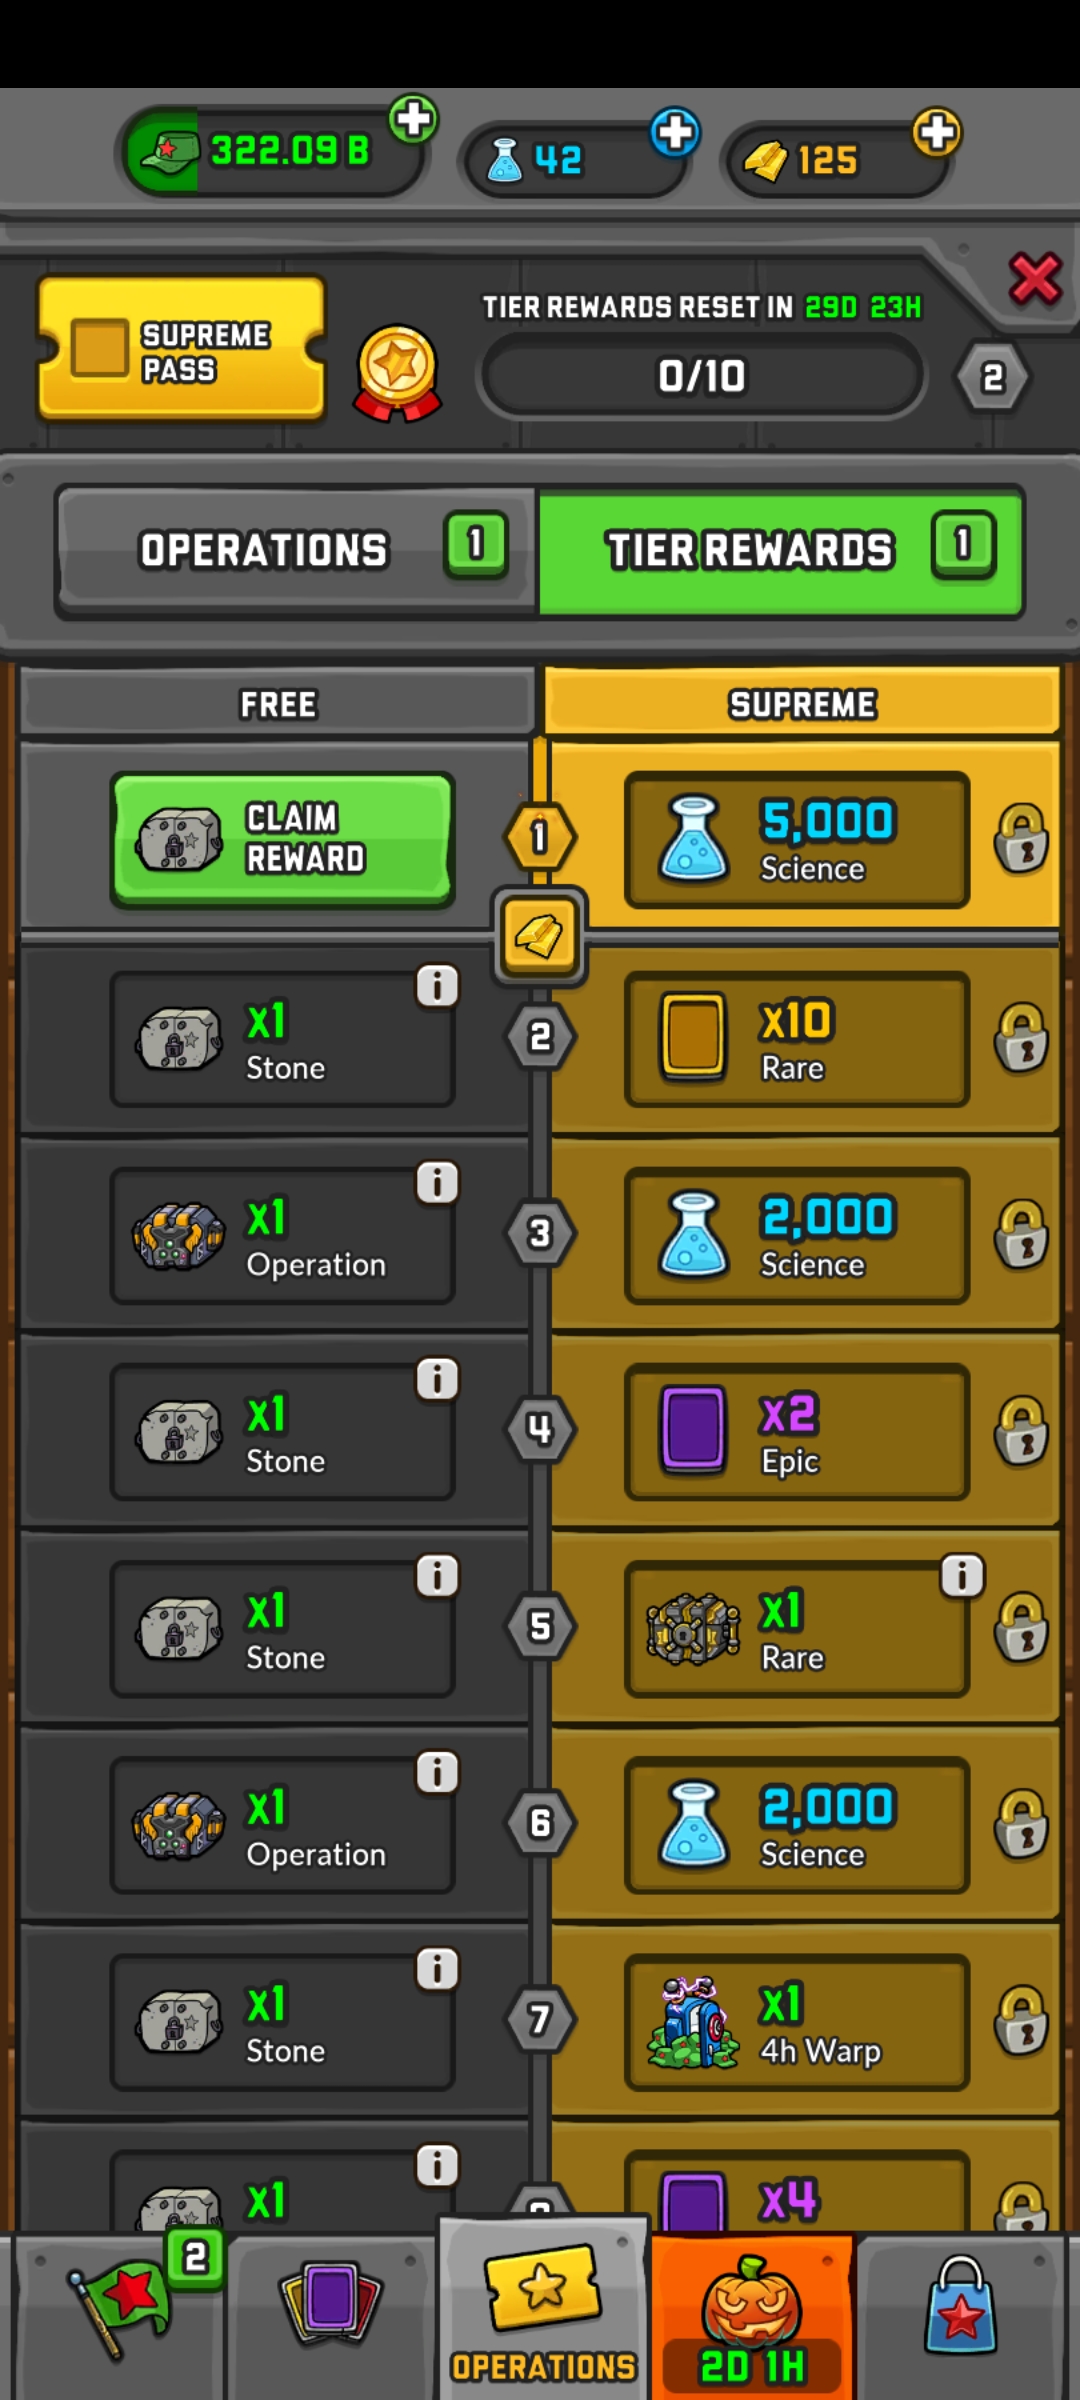 322.09 B
42
125
SUPREME
PASS
TIER REWARDS RESET IN 29D 23H
0/10
2
OPERATIONS 1
TIER REWARDS 1
FREE
SUPREME
CLAIM
REWARD
1
5,000
Science
x1
Stone
2
x10
Rare
x1
Operation
3
2,000
Science
x1
Stone
4
x2
Epic
x1
Stone
5
x1
Rare
x1
Operation
6
2,000
Science
x1
Stone
7
x1
4h Warp
x1
x4
2
OPERATIONS
2D 1H